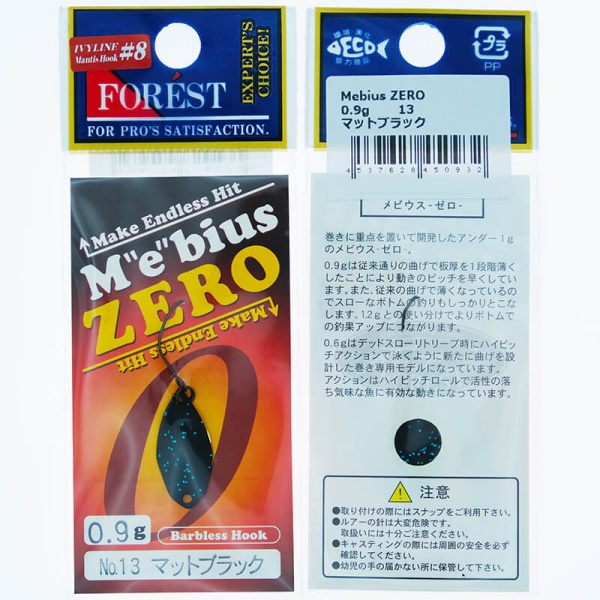 IVYLINE
Mantis Hook #8
FORÉST
FOR PRO'S SATISFACTION.
EXPERT'S
CHOICE!
Make Endless Hit
M"e"bius
ZERO
Make Endless Hit
0.9g
Barbless Hook
No.13 マットブラック
環境・美化
ECO
協力商品
プラ
PP
Mebius ZERO
0.9g 13
マットブラック
4537628450932
メビウス-ゼロ-
巻きに重点を置いて開発したアンダー1g
のメビウス-ゼロ-。
0.9gは従来通りの曲げで板厚を1段階薄く
したことにより動きのピッチを早くしてい
ます。また、従来の曲げで薄くなっているの
でスローなボトムの釣りもしっかりとこな
します。1.2gとの使い分けでよりボトムで
の釣果アップにつながります。
0.6gはデッドスローリトリーブ時にハイピッ
チアクションで泳ぐように新たに曲げを設
計した巻き専用モデルになっています。
アクションはハイピッチロールで活性の落
ち気味な魚に有効な動きになっています。
注意
●取り付けの際にはスナップをご利用下さい。
●ルアーの針は大変危険です。
取扱いには十分ご注意ください。
●キャスティングの際には周囲の安全を必ず
確認してください。
●幼児の手の届かない所に保管して下さい。